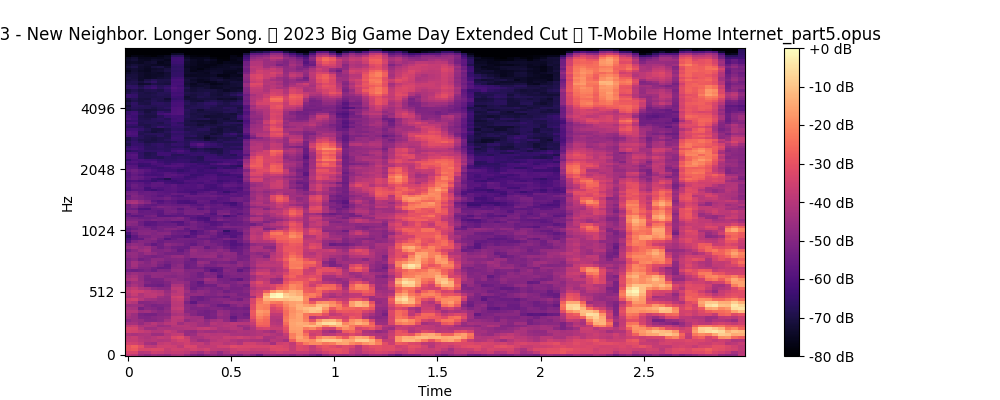 3 - New Neighbor. Longer Song. 2023 Big Game Day Extended Cut T-Mobile Home Internet_part5.opus
+0 dB
4096
-10 dB
-20 dB
2048
-30 dB
Hz
-40 dB
1024
-50 dB
512
-60 dB
-70 dB
0
-80 dB
0 0.5 1 1.5 2 2.5
Time